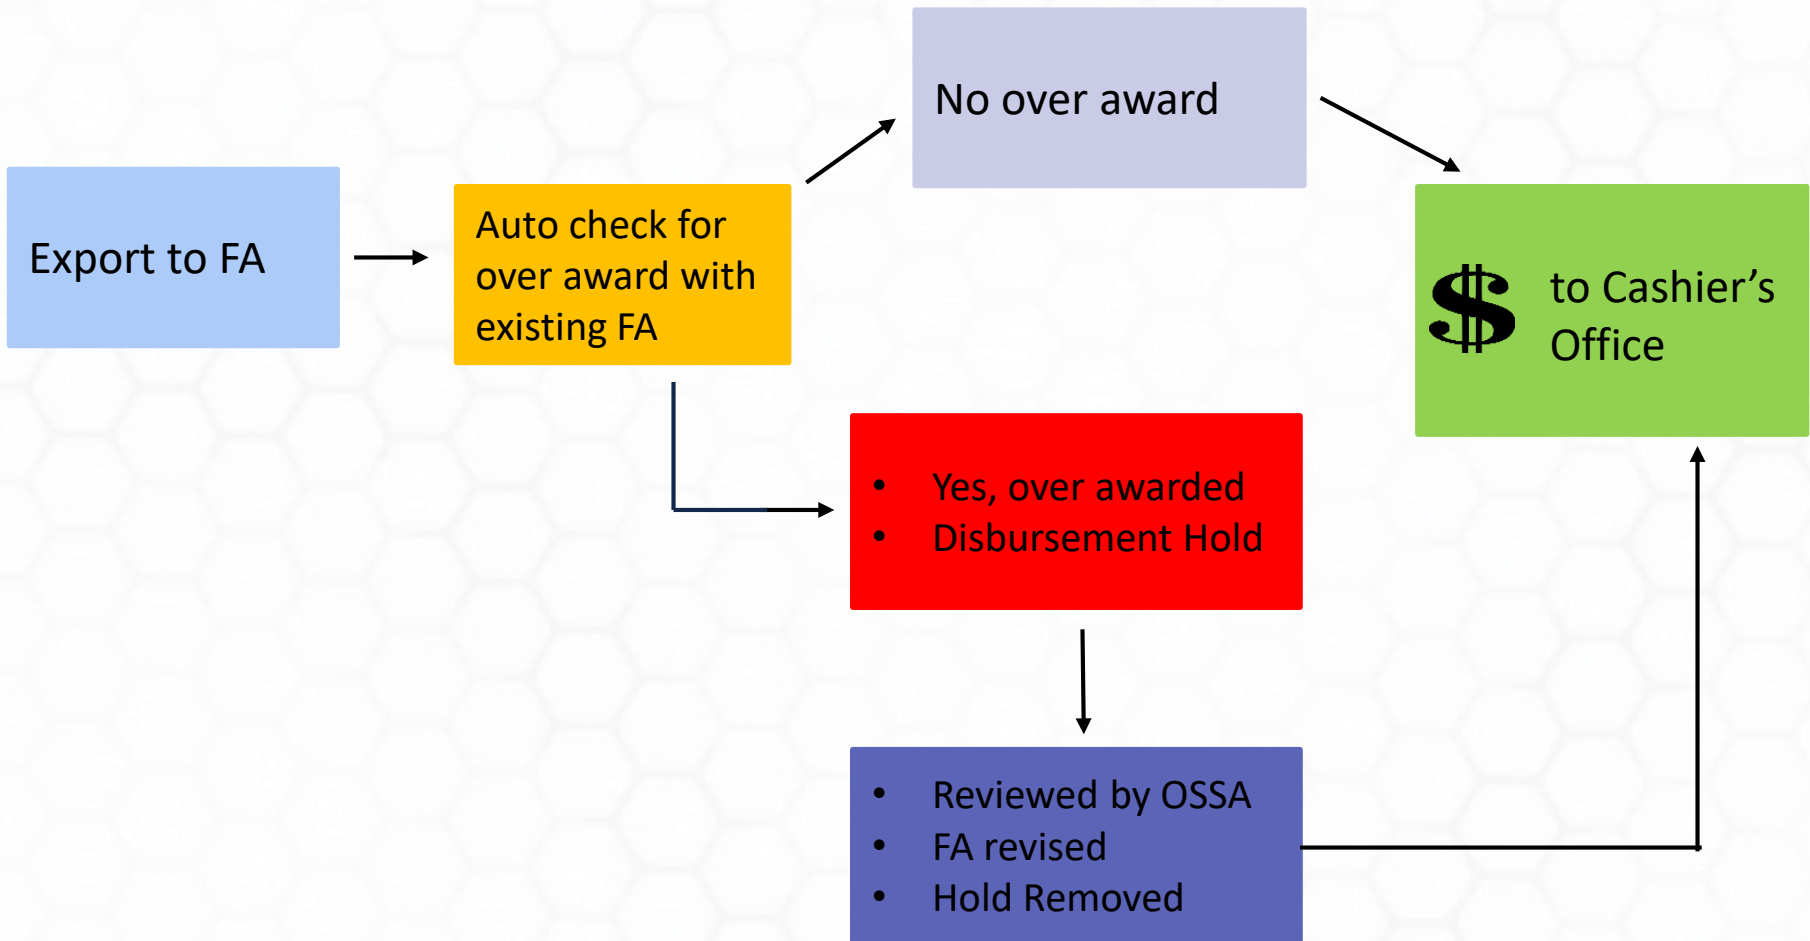 No over award
Export to FA
Auto check for
over award with
existing FA
$ to Cashier’s
Office
• Yes, over awarded
• Disbursement Hold
• Reviewed by OSSA
• FA revised
• Hold Removed